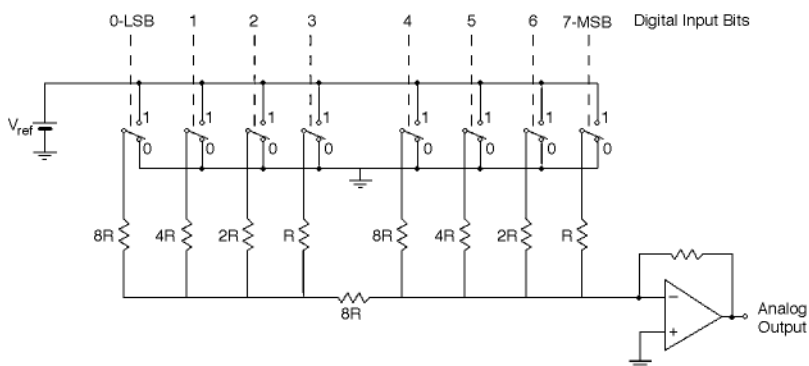 0-LSB 1 2 3 4 5 6 7-MSB Digital Input Bits
1 1 1 1 1 1 1 1
Vref
0 0 0 0 0 0 0 0
8R 4R 2R R 8R 4R 2R R
8R
−
+
Analog
Output